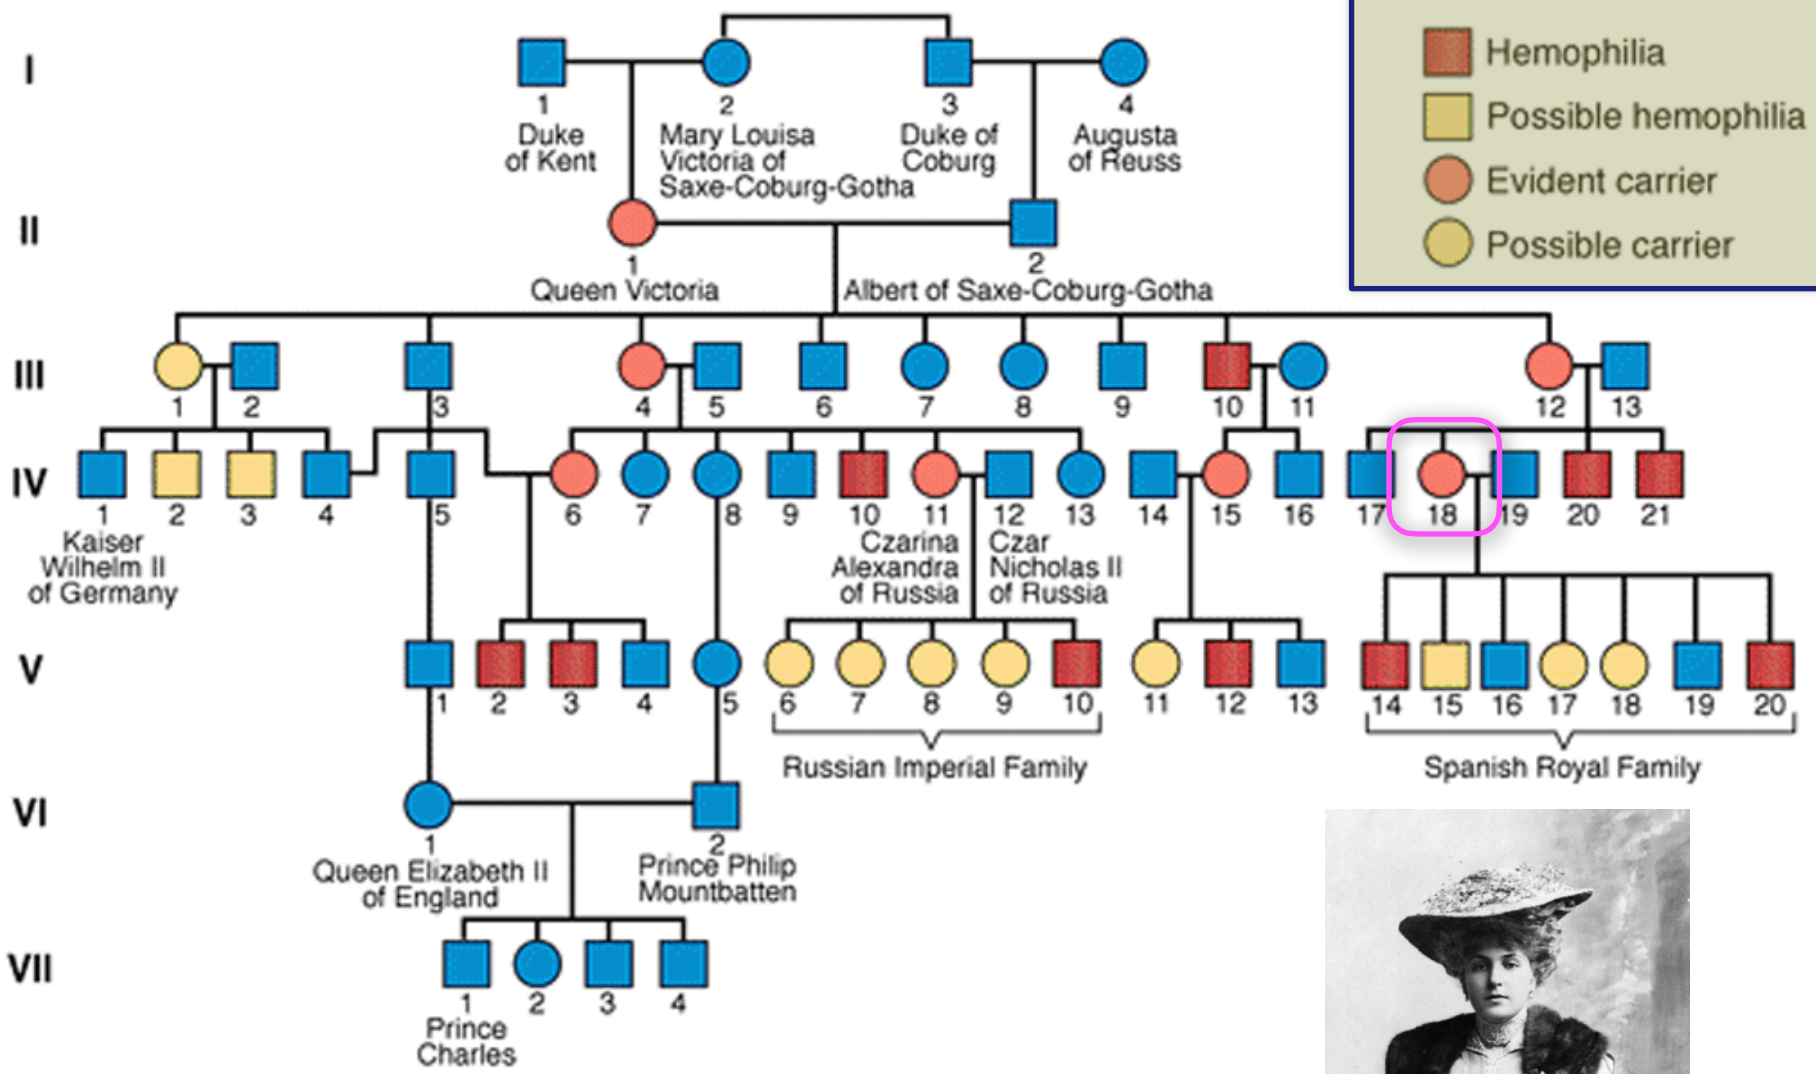 Hemophilia
Possible hemophilia
Evident carrier
Possible carrier
I
1 2 3 4
Duke of Kent
Mary Louisa Victoria of Saxe-Coburg-Gotha
Duke of Coburg
Augusta of Reuss
II
1 2
Queen Victoria
Albert of Saxe-Coburg-Gotha
III
1 2 3 4 5 6 7 8 9 10 11 12 13
IV
1 2 3 4 5 6 7 8 9 10 11 12 13 14 15 16 17 18 19 20 21
Kaiser Wilhelm II of Germany
Czarina Alexandra of Russia
Czar Nicholas II of Russia
V
1 2 3 4 5 6 7 8 9 10 11 12 13 14 15 16 17 18 19 20
Russian Imperial Family
Spanish Royal Family
VI
1 2
Queen Elizabeth II of England
Prince Philip Mountbatten
VII
1 2 3 4
Prince Charles